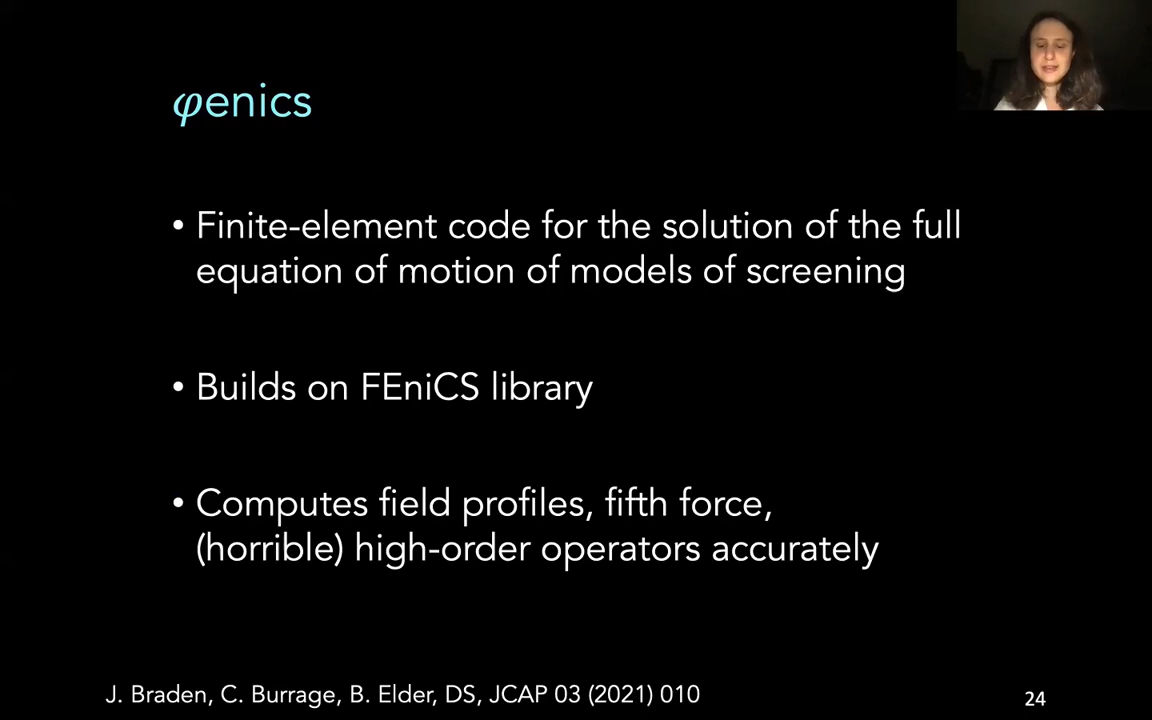 φenics
• Finite-element code for the solution of the full
equation of motion of models of screening
• Builds on FEniCS library
• Computes field profiles, fifth force,
(horrible) high-order operators accurately
J. Braden, C. Burrage, B. Elder, DS, JCAP 03 (2021) 010
24